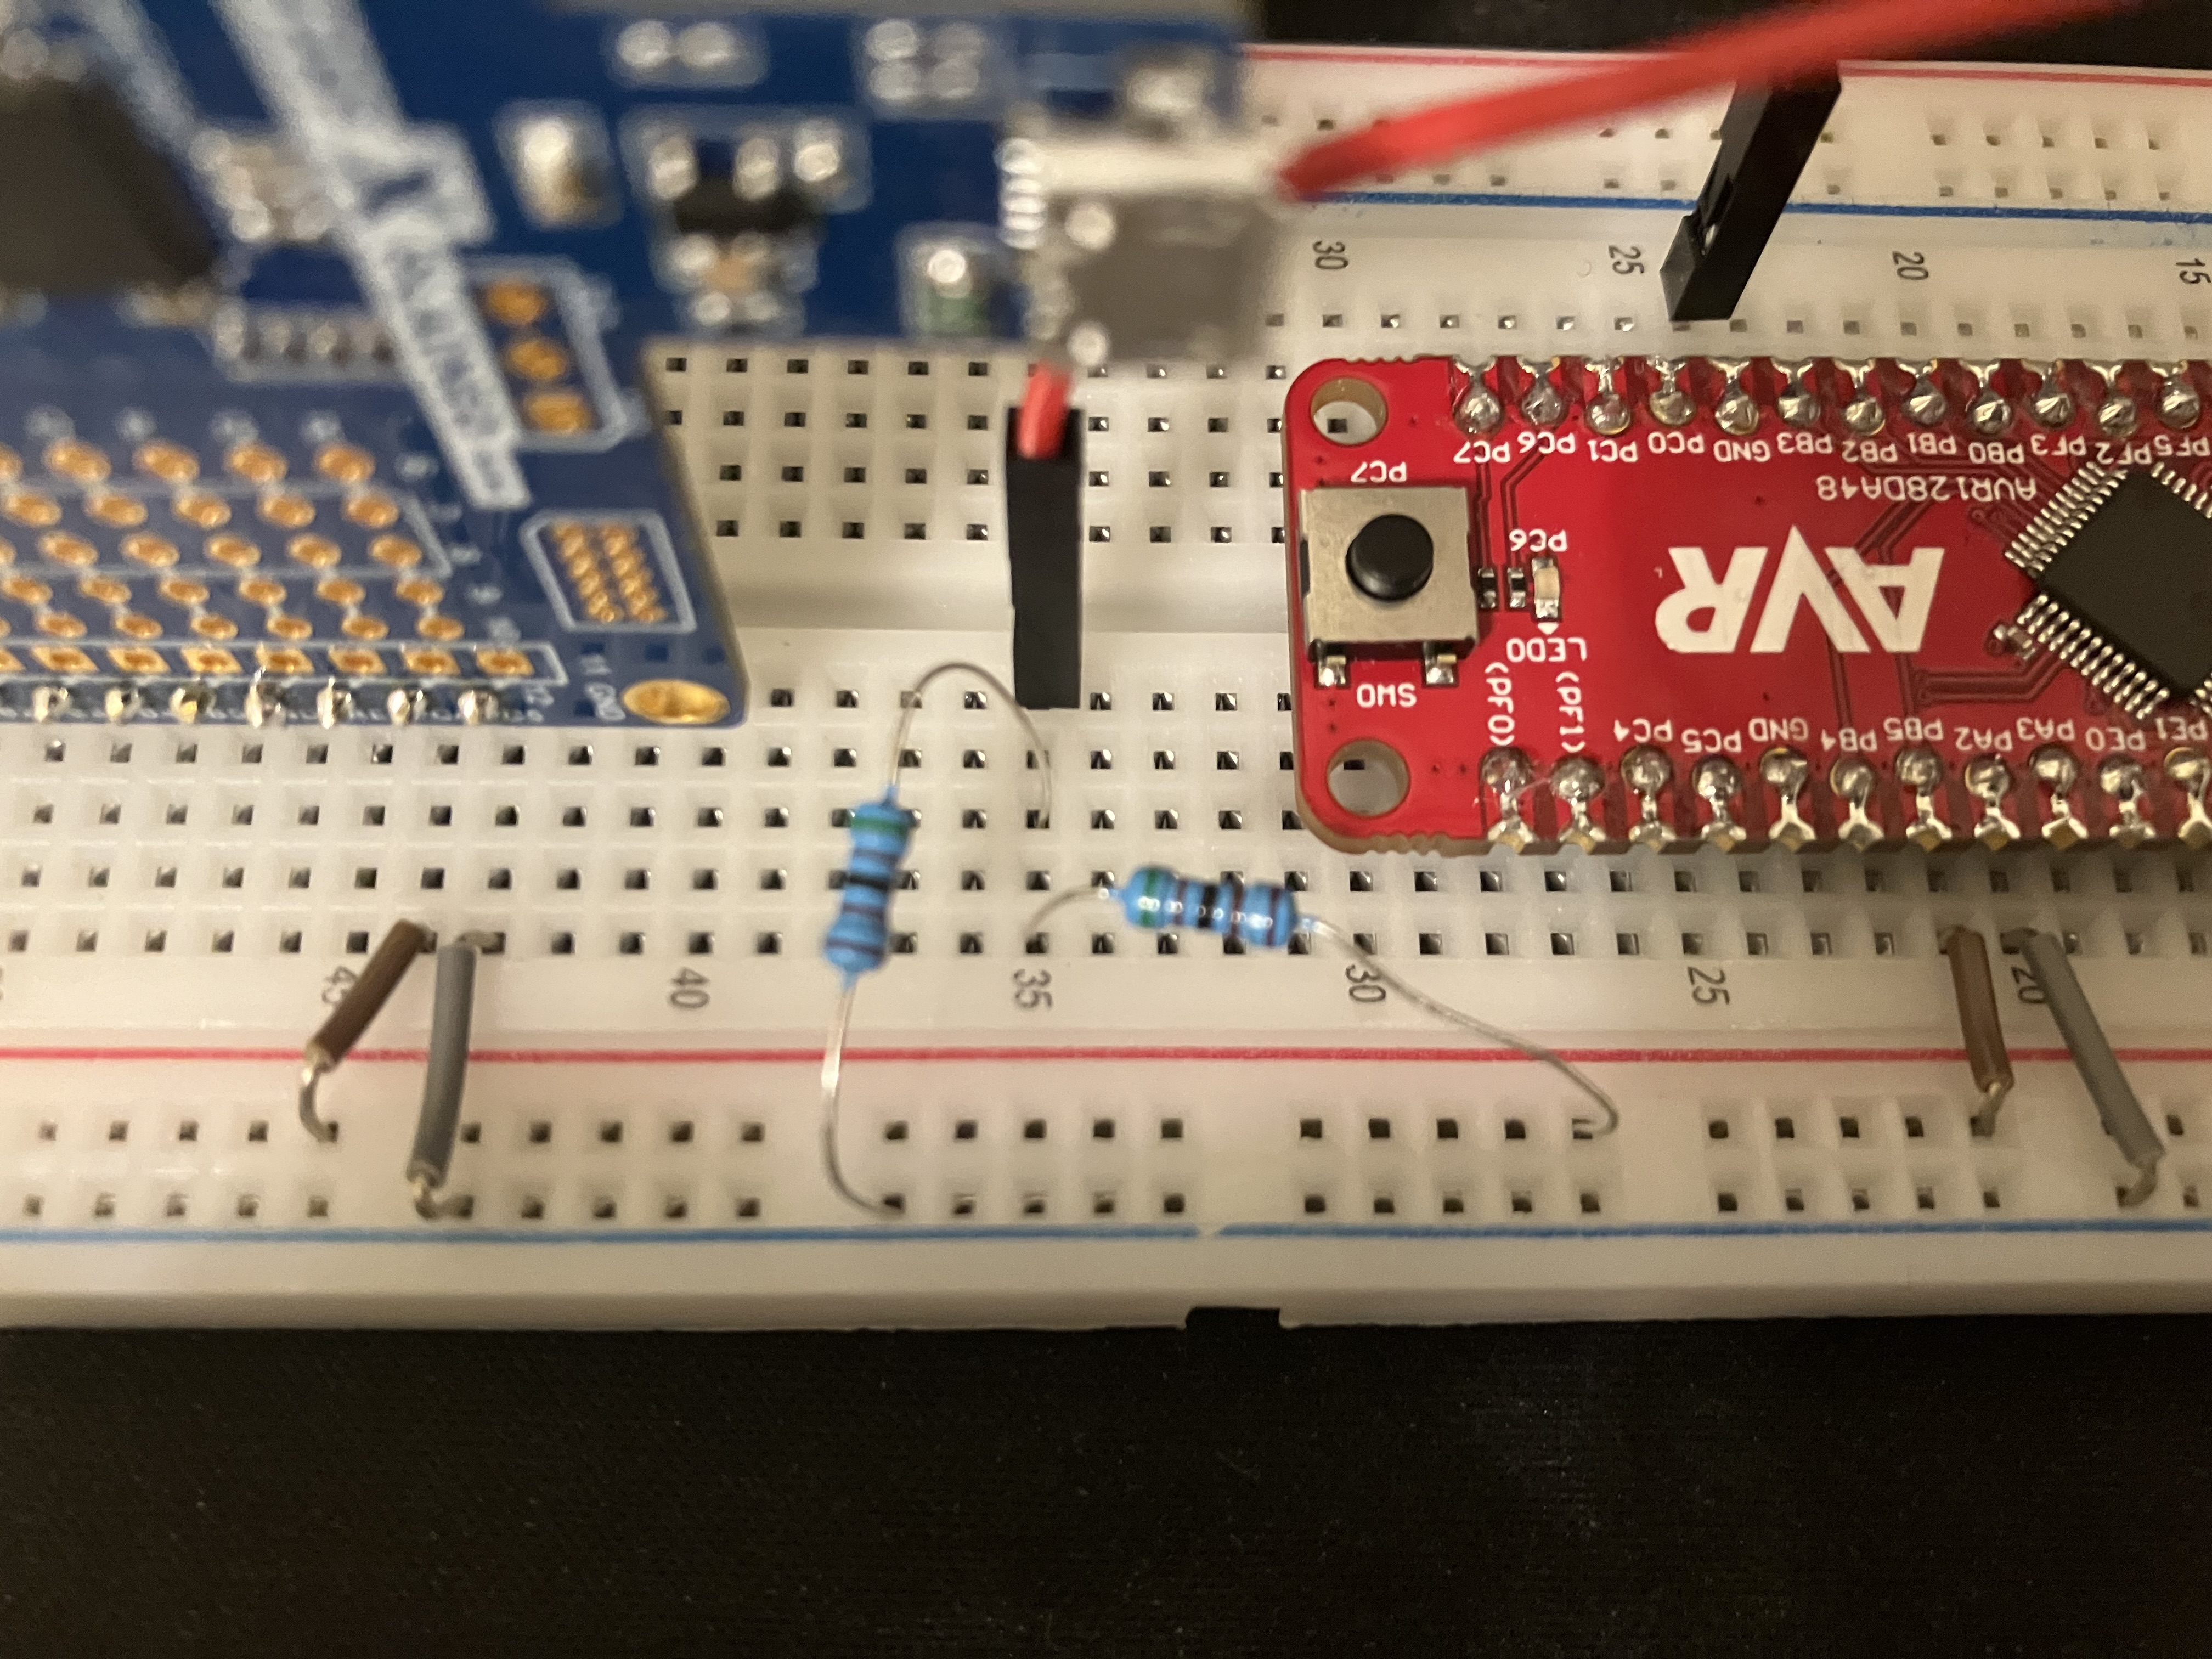 30 25 20 15
PC7 PC6 PC1 PC0 GND PB3 PB2 PB1 PB0 PF3 PF2 PF5
PC7
AVR128DA48
PC6
AVR
LED0
SW0
(PF0) (PF1) PC4 PC5 GND PB4 PB5 PA2 PA3 PE0 PE1
GND
45 40 35 30 25 20